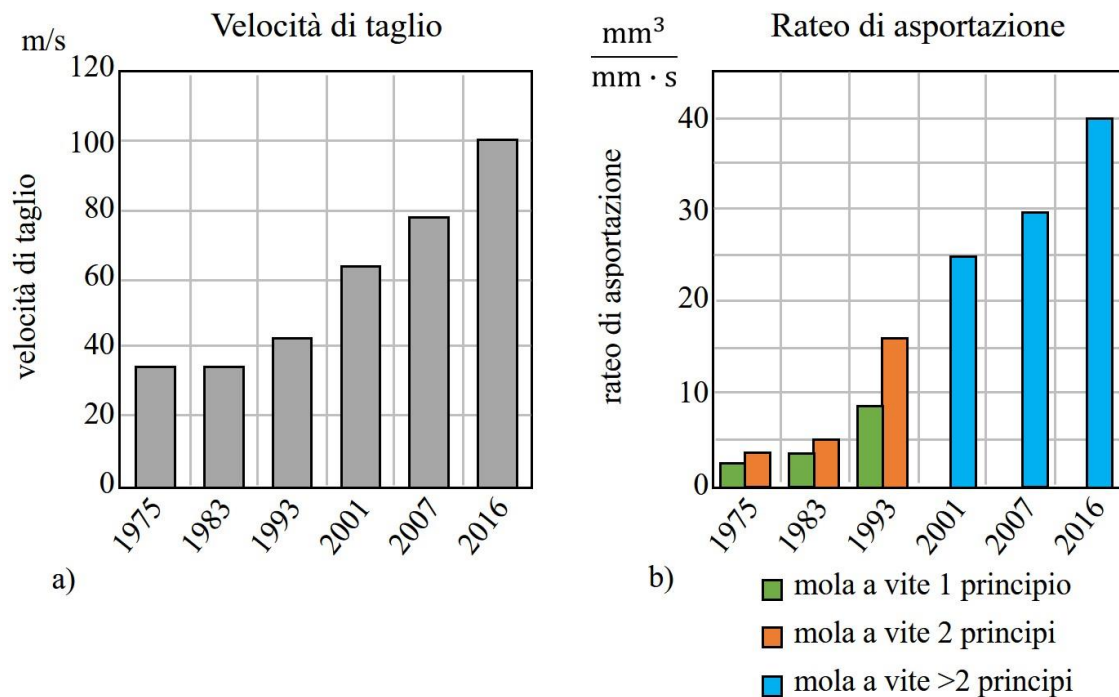 Velocità di taglio
m/s
120
100
80
60
40
20
0
velocità di taglio
1975
1983
1993
2001
2007
2016
a)
Rateo di asportazione
mm³
mm · s
40
30
20
10
0
rateo di asportazione
1975
1983
1993
2001
2007
2016
b)
mola a vite 1 principio
mola a vite 2 principi
mola a vite >2 principi